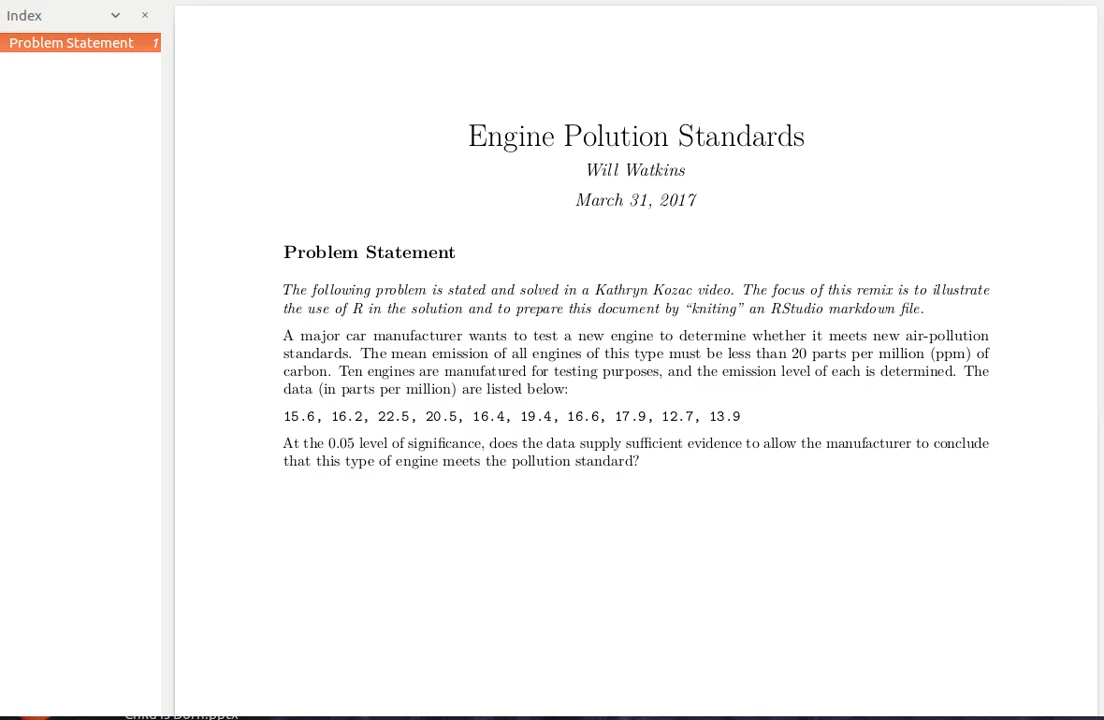 Index
Problem Statement 1
Engine Polution Standards
Will Watkins
March 31, 2017
Problem Statement
The following problem is stated and solved in a Kathryn Kozac video. The focus of this remix is to illustrate
the use of R in the solution and to prepare this document by “kniting” an RStudio markdown file.
A major car manufacturer wants to test a new engine to determine whether it meets new air-pollution
standards. The mean emission of all engines of this type must be less than 20 parts per million (ppm) of
carbon. Ten engines are manufatured for testing purposes, and the emission level of each is determined. The
data (in parts per million) are listed below:
15.6, 16.2, 22.5, 20.5, 16.4, 19.4, 16.6, 17.9, 12.7, 13.9
At the 0.05 level of significance, does the data supply sufficient evidence to allow the manufacturer to conclude
that this type of engine meets the pollution standard?